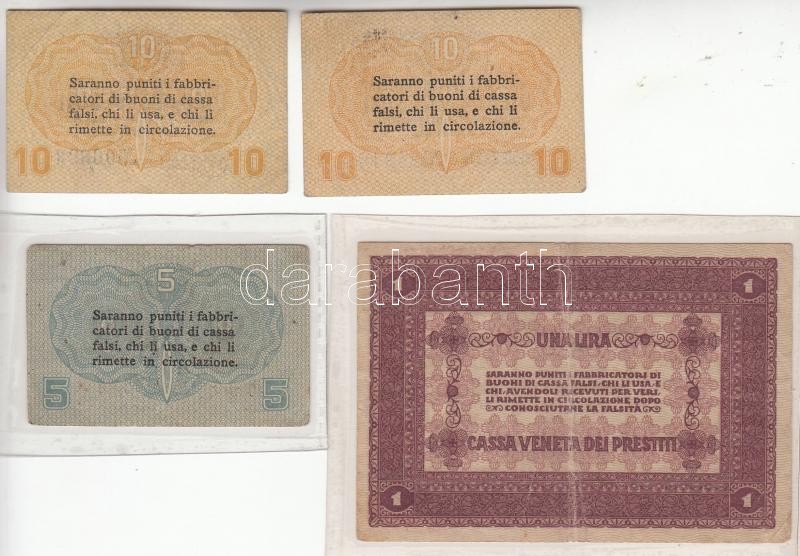 10
Saranno puniti i fabbri-
catori di buoni di cassa
falsi, chi li usa, e chi li
rimette in circolazione.
10 10
10
Saranno puniti i fabbri-
catori di buoni di cassa
falsi, chi li usa, e chi li
rimette in circolazione.
10 10
5
Saranno puniti i fabbri-
catori di buoni di cassa
falsi, chi li usa, e chi li
rimette in circolazione.
5 5
darabanth
1 1
UNA LIRA
SARANNO PUNITI I FABBRICATORI DI
BUONI DI CASSA FALSI, CHI LI USA, E
CHI, AVENDOLI RICEVUTI PER VERI,
LI RIMETTE IN CIRCOLAZIONE DOPO
CONOSCIUTANE LA FALSITÀ
CASSA VENETA DEI PRESTITI
1 1